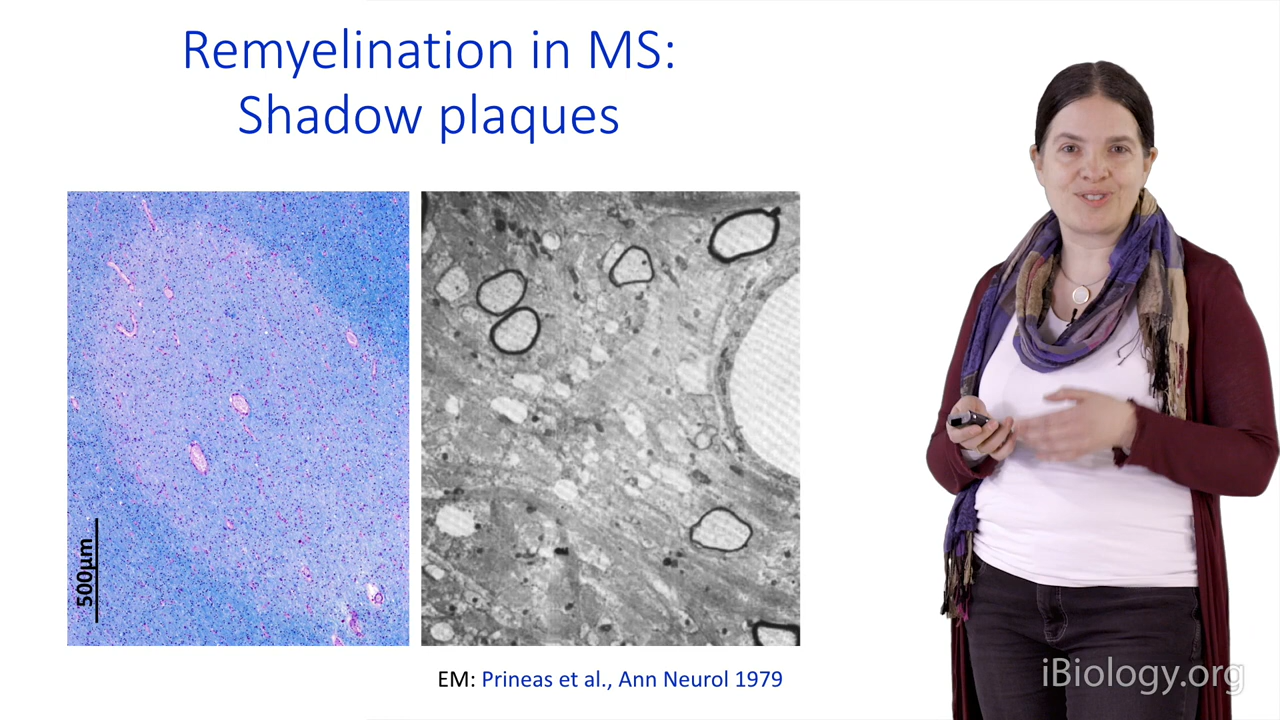 Remyelination in MS:
Shadow plaques
500µm
EM: Prineas et al., Ann Neurol 1979
iBiology.org